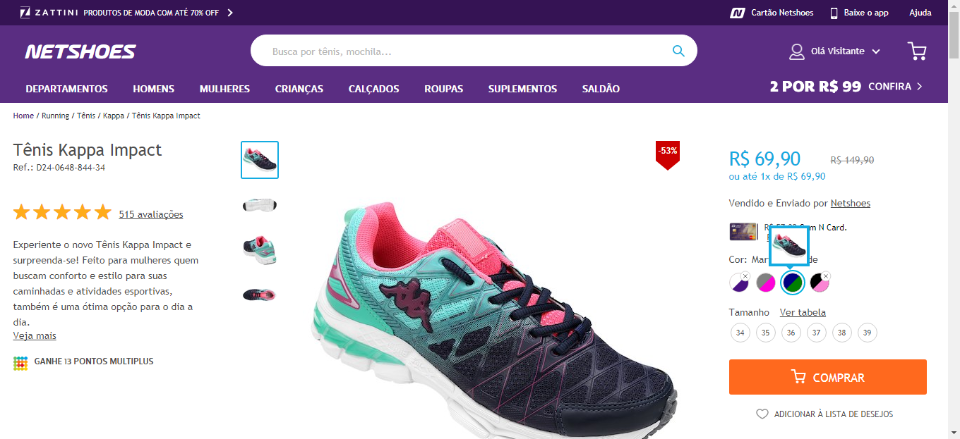 ZATTINI PRODUTOS DE MODA COM ATÉ 70% OFF
Cartão Netshoes
Baixe o app
Ajuda
NETSHOES
Busca por tênis, mochila...
Olá Visitante
DEPARTAMENTOS HOMENS MULHERES CRIANÇAS CALÇADOS ROUPAS SUPLEMENTOS SALDÃO
2 POR R$ 99 CONFIRA
Home / Running / Tênis / Kappa / Tênis Kappa Impact
Tênis Kappa Impact
Ref.: D24-0648-844-34
515 avaliações
Experiente o novo Tênis Kappa Impact e
surpreenda-se! Feito para mulheres quem
buscam conforto e estilo para suas
caminhadas e atividades esportivas,
também é uma ótima opção para o dia a
dia.
Veja mais
GANHE 13 PONTOS MULTIPLUS
-53%
R$ 69,90 R$ 149,90
ou até 1x de R$ 69,90
Vendido e Enviado por Netshoes
N Card.
Cor:
Tamanho Ver tabela
34 35 36 37 38 39
COMPRAR
ADICIONAR À LISTA DE DESEJOS